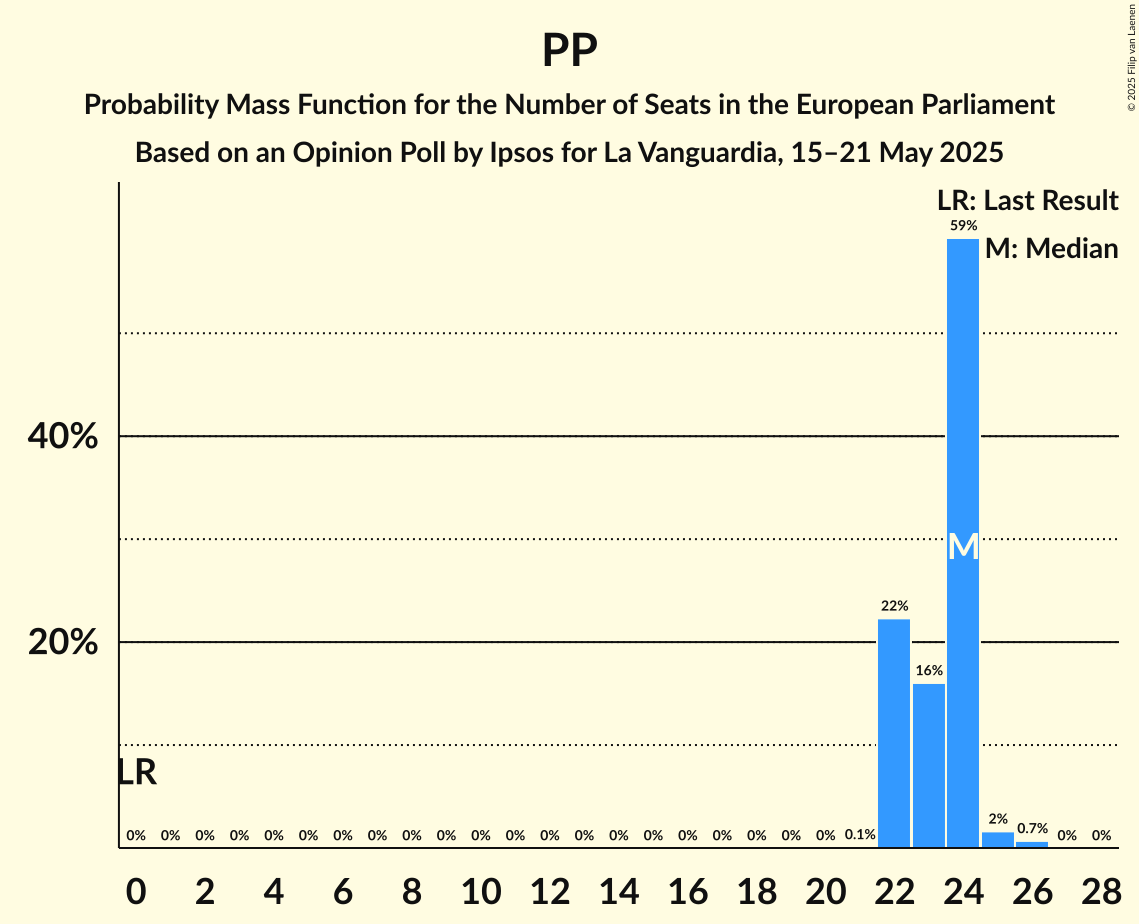 PP
Probability Mass Function for the Number of Seats in the European Parliament
Based on an Opinion Poll by Ipsos for La Vanguardia, 15–21 May 2025
© 2025 Filip van Laenen
LR: Last Result
M: Median
59%
40%
M
22%
20%
16%
LR
0% 0% 0% 0% 0% 0% 0% 0% 0% 0% 0% 0% 0% 0% 0% 0% 0% 0% 0% 0% 0% 0.1% 2% 0.7% 0% 0%
0 2 4 6 8 10 12 14 16 18 20 22 24 26 28